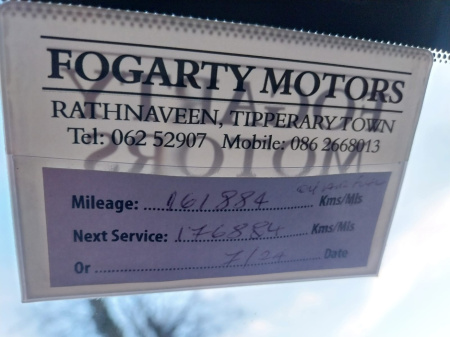 FOGARTY MOTORS
RATHNAVEEN, TIPPERARY TOWN
Tel: 062 52907 Mobile: 086 2668013
Mileage: 161884 Kms/Mls
Next Service: 176884 Kms/Mls
Or 7/24 Date